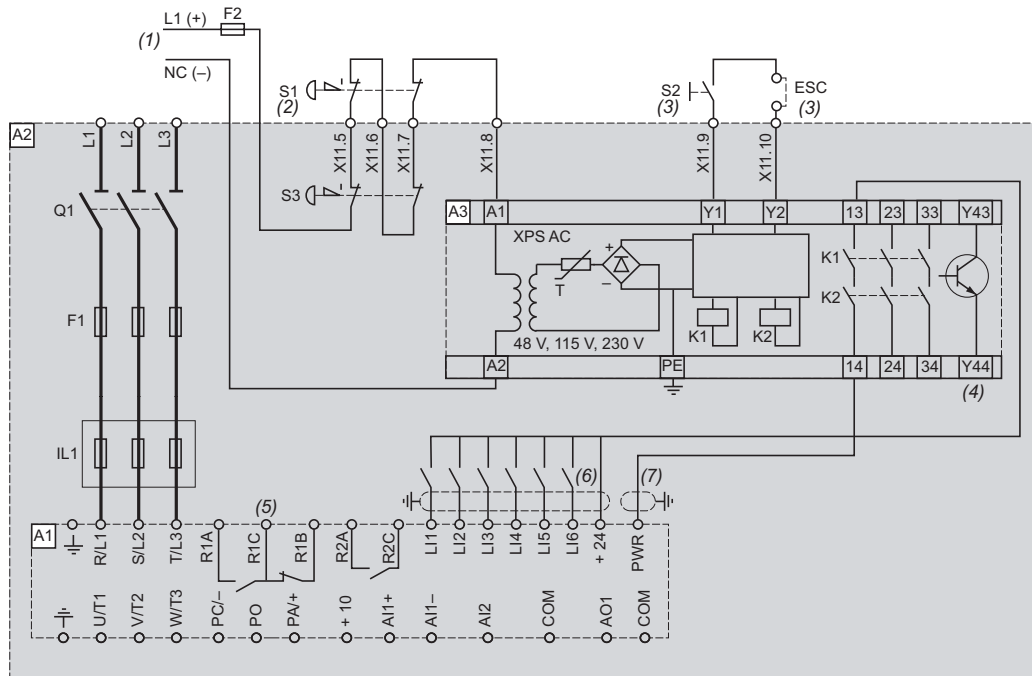 L1 (+)
F2
(1)
NC (–)
S1
(2)
S2
(3)
ESC
(3)
A2
L1
L2
L3
X11.5
X11.6
X11.7
X11.8
X11.9
X11.10
Q1
S3
A3
A1
Y1
Y2
13
23
33
Y43
XPS AC
+
–
T
K1
K2
K1
K2
F1
48 V, 115 V, 230 V
A2
PE
14
24
34
Y44
(4)
IL1
(5)
(6)
(7)
A1
R/L1
S/L2
T/L3
R1A
R1C
R1B
R2A
R2C
LI1
LI2
LI3
LI4
LI5
LI6
+ 24
PWR
U/T1
V/T2
W/T3
PC/–
PO
PA/+
+ 10
AI1+
AI1–
AI2
COM
AO1
COM